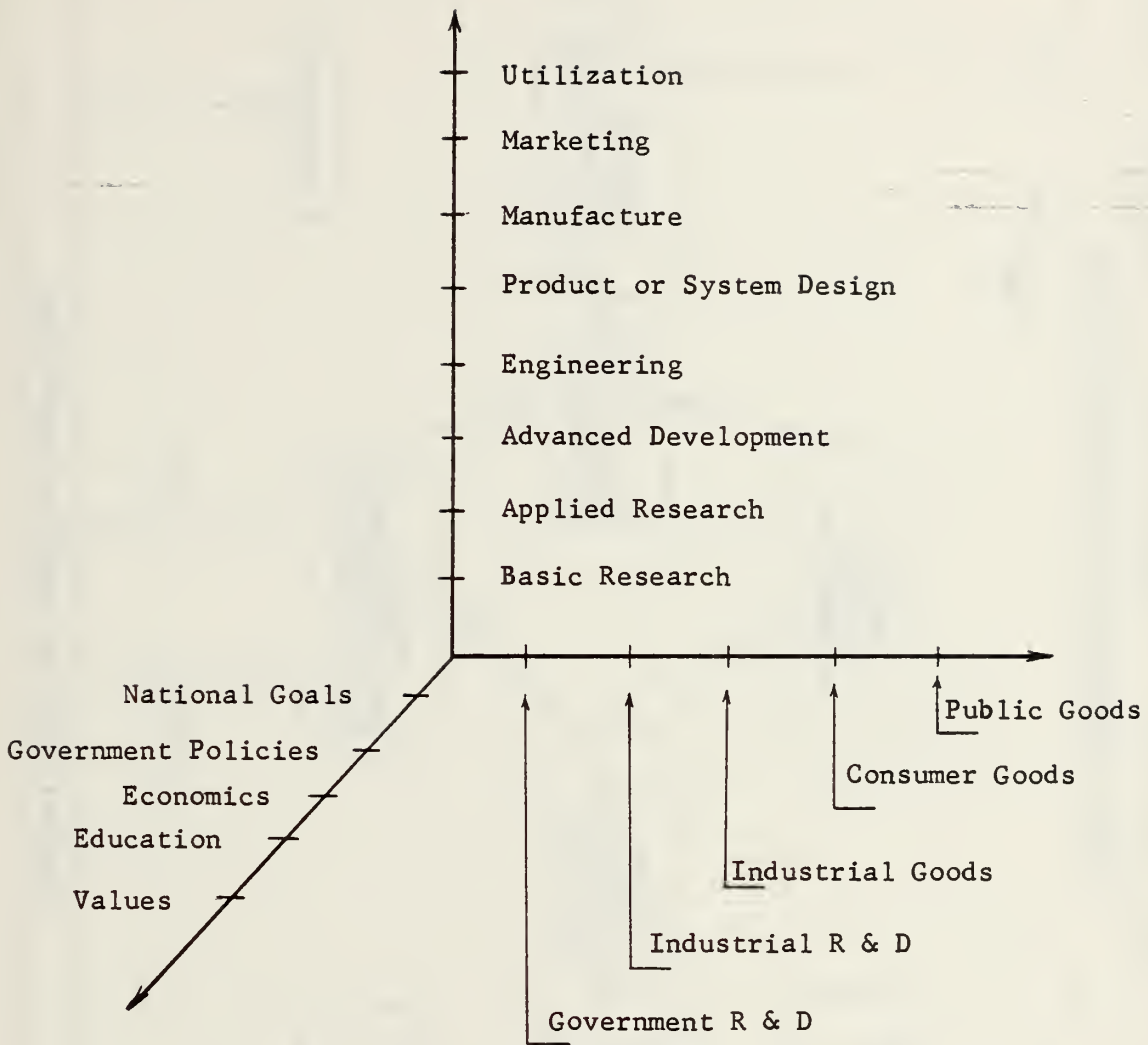 Utilization
Marketing
Manufacture
Product or System Design
Engineering
Advanced Development
Applied Research
Basic Research
National Goals
Government Policies
Economics
Education
Values
Public Goods
Consumer Goods
Industrial Goods
Industrial R & D
Government R & D